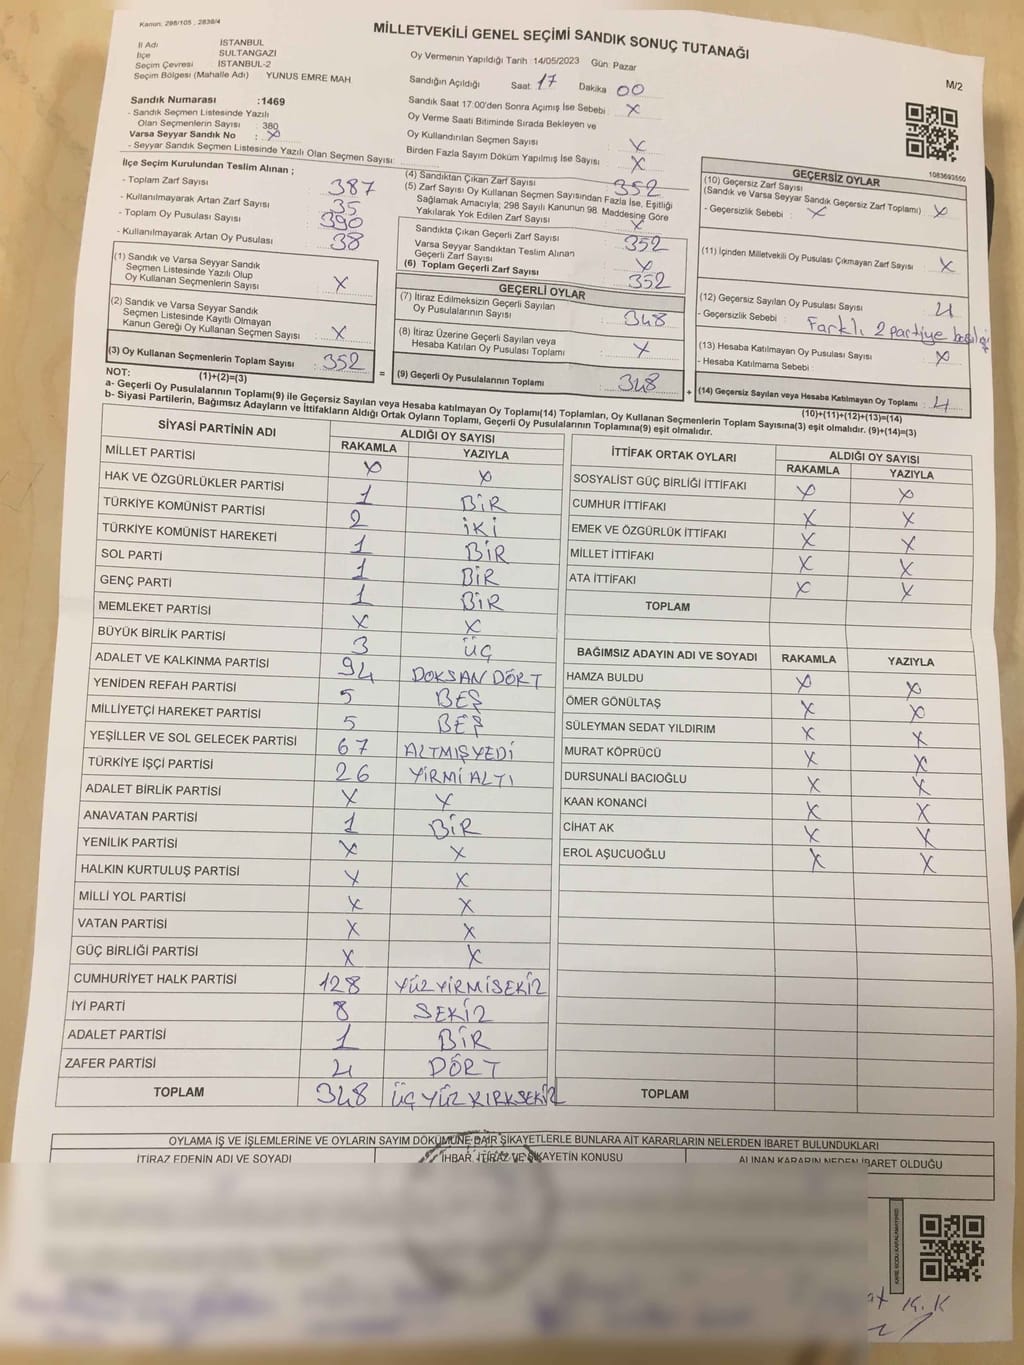 Kanun: 298/105 , 2839/4
MİLLETVEKİLİ GENEL SEÇİMİ SANDIK SONUÇ TUTANAĞI
M/2
İl Adı İSTANBUL
İlçe SULTANGAZİ
Seçim Çevresi İSTANBUL-2
Seçim Bölgesi (Mahalle Adı) YUNUS EMRE MAH.
Sandık Numarası :1469
- Sandık Seçmen Listesinde Yazılı
Olan Seçmenlerin Sayısı : 380
Varsa Seyyar Sandık No : X
- Seyyar Sandık Seçmen Listesinde Yazılı Olan Seçmen Sayısı:
Oy Vermenin Yapıldığı Tarih :14/05/2023 Gün: Pazar
Sandığın Açıldığı Saat: 17 Dakika 00
Sandık Saat 17:00'den Sonra Açımış İse Sebebi : X
Oy Verme Saati Bitiminde Sırada Bekleyen ve
Oy Kullandırılan Seçmen Sayısı : X
Birden Fazla Sayım Döküm Yapılmış İse Sayısı : X
1083693550
İlçe Seçim Kurulundan Teslim Alınan ;
- Toplam Zarf Sayısı : 387
- Kullanılmayarak Artan Zarf Sayısı : 35
- Toplam Oy Pusulası Sayısı : 390
- Kullanılmayarak Artan Oy Pusulası : 38
(1) Sandık ve Varsa Seyyar Sandık
Seçmen Listesinde Yazılı Olup
Oy Kullanan Seçmenlerin Sayısı : X
(2) Sandık ve Varsa Seyyar Sandık
Seçmen Listesinde Kayıtlı Olmayan
Kanun Gereği Oy Kullanan Seçmen Sayısı : X
(3) Oy Kullanan Seçmenlerin Toplam Sayısı : 352
(1)+(2)=(3)
(4) Sandıktan Çıkan Zarf Sayısı : 352
(5) Zarf Sayısı Oy Kullanan Seçmen Sayısından Fazla İse, Eşitliği
Sağlamak Amacıyla; 298 Sayılı Kanunun 98. Maddesine Göre
Yakılarak Yok Edilen Zarf Sayısı : X
Sandıkta Çıkan Geçerli Zarf Sayısı : 352
Varsa Seyyar Sandıktan Teslim Alınan
Geçerli Zarf Sayısı : X
(6) Toplam Geçerli Zarf Sayısı : 352
GEÇERLİ OYLAR
(7) İtiraz Edilmeksizin Geçerli Sayılan
Oy Pusulalarının Sayısı : 348
(8) İtiraz Üzerine Geçerli Sayılan veya
Hesaba Katılan Oy Pusulası Toplamı : X
= (9) Geçerli Oy Pusulalarının Toplamı : 348
GEÇERSİZ OYLAR
(10) Geçersiz Zarf Sayısı
(Sandık ve Varsa Seyyar Sandık Geçersiz Zarf Toplamı) : X
- Geçersizlik Sebebi : X
(11) İçinden Milletvekili Oy Pusulası Çıkmayan Zarf Sayısı : X
(12) Geçersiz Sayılan Oy Pusulası Sayısı : 4
- Geçersizlik Sebebi : Farklı 2 partiye basılgı
(13) Hesaba Katılmayan Oy Pusulası Sayısı : X
- Hesaba Katılmama Sebebi :
+ (14) Geçersiz Sayılan veya Hesaba Katılmayan Oy Toplamı : 4
(10)+(11)+(12)+(13)=(14)
NOT:
a- Geçerli Oy Pusulalarının Toplamı(9) ile Geçersiz Sayılan veya Hesaba katılmayan Oy Toplamı(14) Toplamları, Oy Kullanan Seçmenlerin Toplam Sayısına(3) eşit olmalıdır. (9)+(14)=(3)
b- Siyasi Partilerin, Bağımsız Adayların ve İttifakların Aldığı Ortak Oyların Toplamı, Geçerli Oy Pusulalarının Toplamına(9) eşit olmalıdır.
SİYASİ PARTİNİN ADI ALDIĞI OY SAYISI
RAKAMLA YAZIYLA
MİLLET PARTİSİ X X
HAK VE ÖZGÜRLÜKLER PARTİSİ 1 BİR
TÜRKİYE KOMÜNİST PARTİSİ 2 İKİ
TÜRKİYE KOMÜNİST HAREKETİ 1 BİR
SOL PARTİ 1 BİR
GENÇ PARTİ 1 BİR
MEMLEKET PARTİSİ X X
BÜYÜK BİRLİK PARTİSİ 3 ÜÇ
ADALET VE KALKINMA PARTİSİ 94 DOKSAN DÖRT
YENİDEN REFAH PARTİSİ 5 BEŞ
MİLLİYETÇİ HAREKET PARTİSİ 5 BEŞ
YEŞİLLER VE SOL GELECEK PARTİSİ 67 ALTMIŞYEDİ
TÜRKİYE İŞÇİ PARTİSİ 26 YİRMİ ALTI
ADALET BİRLİK PARTİSİ X X
ANAVATAN PARTİSİ 1 BİR
YENİLİK PARTİSİ X X
HALKIN KURTULUŞ PARTİSİ X X
MİLLİ YOL PARTİSİ X X
VATAN PARTİSİ X X
GÜÇ BİRLİĞİ PARTİSİ X X
CUMHURİYET HALK PARTİSİ 128 YÜZYİRMİSEKİZ
İYİ PARTİ 8 SEKİZ
ADALET PARTİSİ 1 BİR
ZAFER PARTİSİ 4 DÖRT
TOPLAM 348 ÜÇYÜZKIRKSEKİZ
İTTİFAK ORTAK OYLARI ALDIĞI OY SAYISI
RAKAMLA YAZIYLA
SOSYALİST GÜÇ BİRLİĞİ İTTİFAKI X X
CUMHUR İTTİFAKI X X
EMEK VE ÖZGÜRLÜK İTTİFAKI X X
MİLLET İTTİFAKI X X
ATA İTTİFAKI X X
TOPLAM
BAĞIMSIZ ADAYIN ADI VE SOYADI RAKAMLA YAZIYLA
HAMZA BULDU X X
ÖMER GÖNÜLTAŞ X X
SÜLEYMAN SEDAT YILDIRIM X X
MURAT KÖPRÜCÜ X X
DURSUNALİ BACIOĞLU X X
KAAN KONANCİ X X
CİHAT AK X X
EROL AŞUCUOĞLU X X
TOPLAM
OYLAMA İŞ VE İŞLEMLERİNE VE OYLARIN SAYIM DÖKÜMÜNE DAİR ŞİKAYETLERLE BUNLARA AİT KARARLARIN NELERDEN İBARET BULUNDUKLARI
İTİRAZ EDENİN ADI VE SOYADI İHBAR, İTİRAZ VE ŞİKAYETİN KONUSU ALINAN KARARIN NEDEN İBARET OLDUĞU
K.K